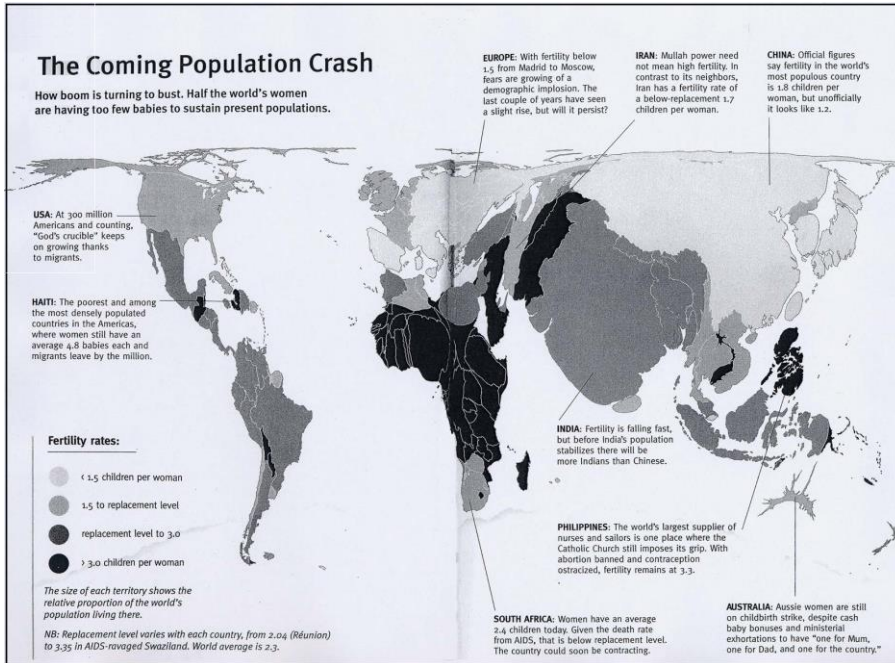 The Coming Population Crash
How boom is turning to bust. Half the world's women
are having too few babies to sustain present populations.
EUROPE: With fertility below
1.5 from Madrid to Moscow,
fears are growing of a
demographic implosion. The
last couple of years have seen
a slight rise, but will it persist?
IRAN: Mullah power need
not mean high fertility. In
contrast to its neighbors,
Iran has a fertility rate of
a below-replacement 1.7
children per woman.
CHINA: Official figures
say fertility in the world's
most populous country
is 1.8 children per
woman, but unofficially
it looks like 1.2.
USA: At 300 million
Americans and counting,
"God's crucible" keeps
on growing thanks
to migrants.
HAITI: The poorest and among
the most densely populated
countries in the Americas,
where women still have an
average 4.8 babies each and
migrants leave by the million.
INDIA: Fertility is falling fast,
but before India's population
stabilizes there will be
more Indians than Chinese.
Fertility rates:
< 1.5 children per woman
1.5 to replacement level
replacement level to 3.0
> 3.0 children per woman
The size of each territory shows the
relative proportion of the world's
population living there.
NB: Replacement level varies with each country, from 2.04 (Réunion)
to 3.35 in AIDS-ravaged Swaziland. World average is 2.3.
PHILIPPINES: The world's largest supplier of
nurses and sailors is one place where the
Catholic Church still imposes its grip. With
abortion banned and contraception
ostracized, fertility remains at 3.3.
SOUTH AFRICA: Women have an average
2.4 children today. Given the death rate
from AIDS, that is below replacement level.
The country could soon be contracting.
AUSTRALIA: Aussie women are still
on childbirth strike, despite cash
baby bonuses and ministerial
exhortations to have "one for Mum,
one for Dad, and one for the country."